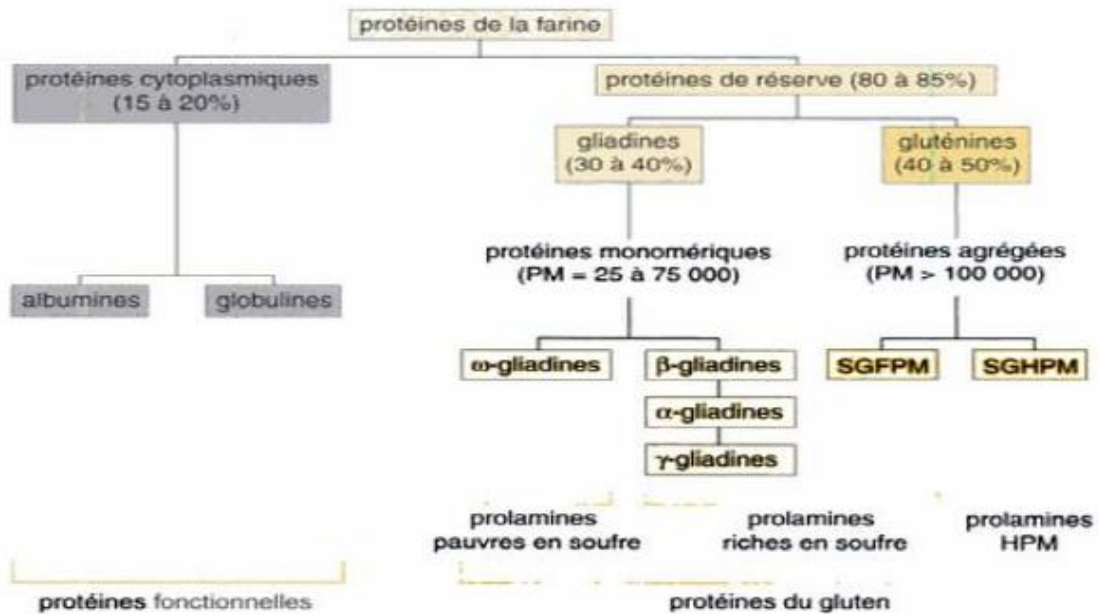 protéines de la farine
protéines cytoplasmiques
(15 à 20%)
protéines de réserve (80 à 85%)
gliadines
(30 à 40%)
gluténines
(40 à 50%)
protéines monomériques
(PM = 25 à 75 000)
protéines agrégées
(PM > 100 000)
albumines
globulines
ω-gliadines
β-gliadines
SGFPM
SGHPM
α-gliadines
γ-gliadines
prolamines
pauvres en soufre
prolamines
riches en soufre
prolamines
HPM
protéines fonctionnelles
protéines du gluten